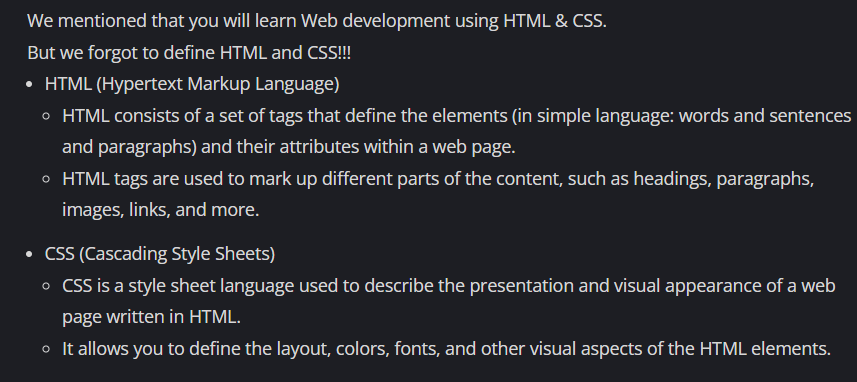 We mentioned that you will learn Web development using HTML & CSS.
But we forgot to define HTML and CSS!!!
• HTML (Hypertext Markup Language)
◦ HTML consists of a set of tags that define the elements (in simple language: words and sentences
and paragraphs) and their attributes within a web page.
◦ HTML tags are used to mark up different parts of the content, such as headings, paragraphs,
images, links, and more.
• CSS (Cascading Style Sheets)
◦ CSS is a style sheet language used to describe the presentation and visual appearance of a web
page written in HTML.
◦ It allows you to define the layout, colors, fonts, and other visual aspects of the HTML elements.